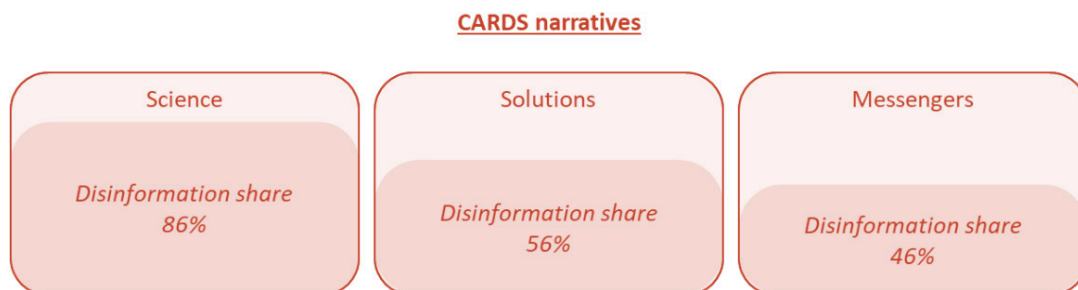 CARDS narratives
Science
Solutions
Messengers
Disinformation share
86%
Disinformation share
56%
Disinformation share
46%